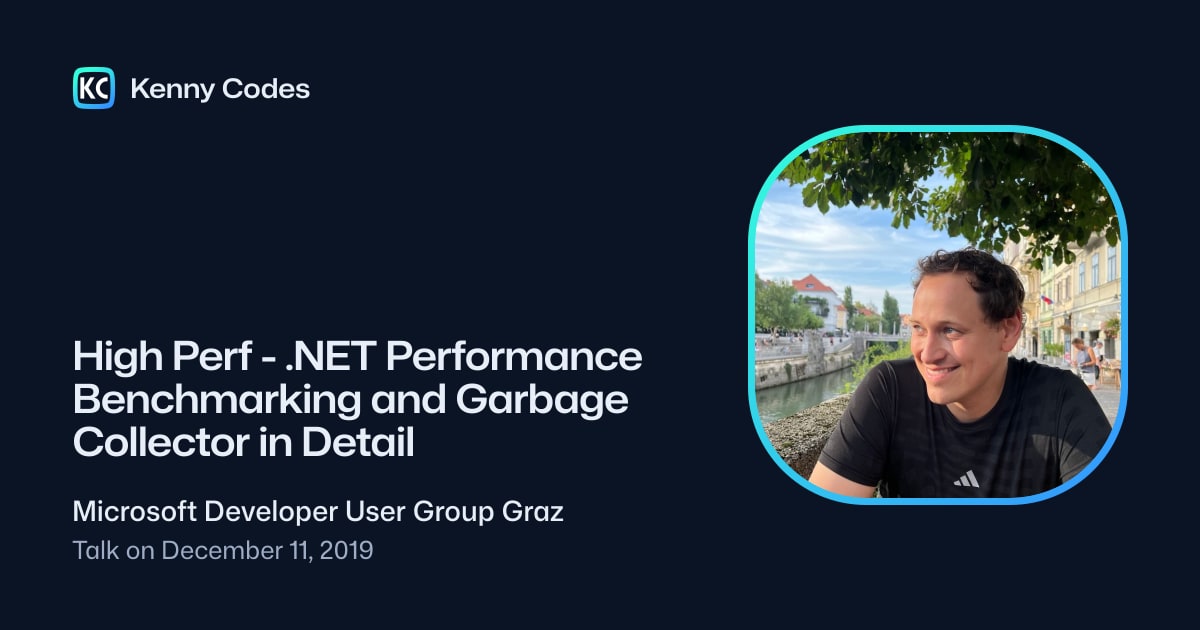 KC Kenny Codes
High Perf - .NET Performance
Benchmarking and Garbage
Collector in Detail
Microsoft Developer User Group Graz
Talk on December 11, 2019